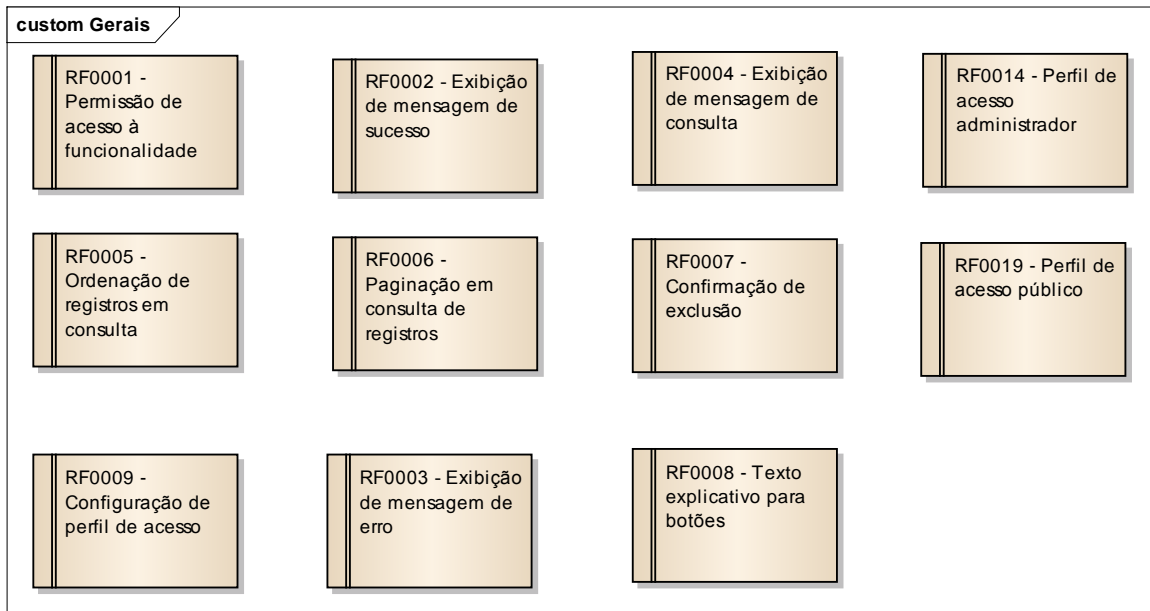 custom Gerais
RF0001 -
Permissão de
acesso à
funcionalidade
RF0002 - Exibição
de mensagem de
sucesso
RF0004 - Exibição
de mensagem de
consulta
RF0014 - Perfil de
acesso
administrador
RF0005 -
Ordenação de
registros em
consulta
RF0006 -
Paginação em
consulta de
registros
RF0007 -
Confirmação de
exclusão
RF0019 - Perfil de
acesso público
RF0009 -
Configuração de
perfil de acesso
RF0003 - Exibição
de mensagem de
erro
RF0008 - Texto
explicativo para
botões